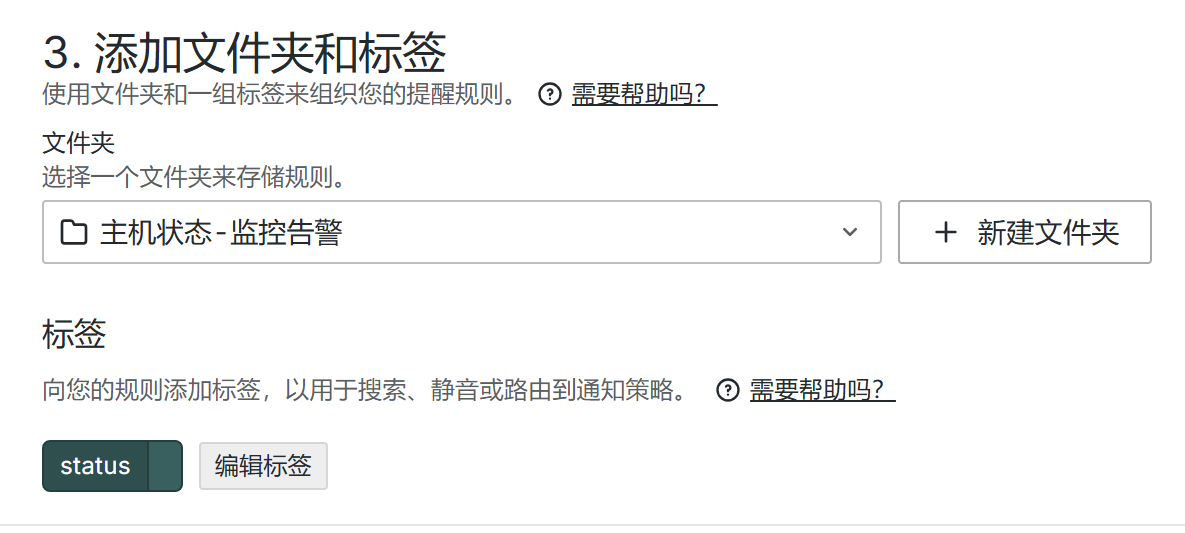 3. 添加文件夹和标签
使用文件夹和一组标签来组织您的提醒规则。 需要帮助吗？
文件夹
选择一个文件夹来存储规则。
主机状态-监控告警
新建文件夹
标签
向您的规则添加标签，以用于搜索、静音或路由到通知策略。 需要帮助吗？
status 编辑标签